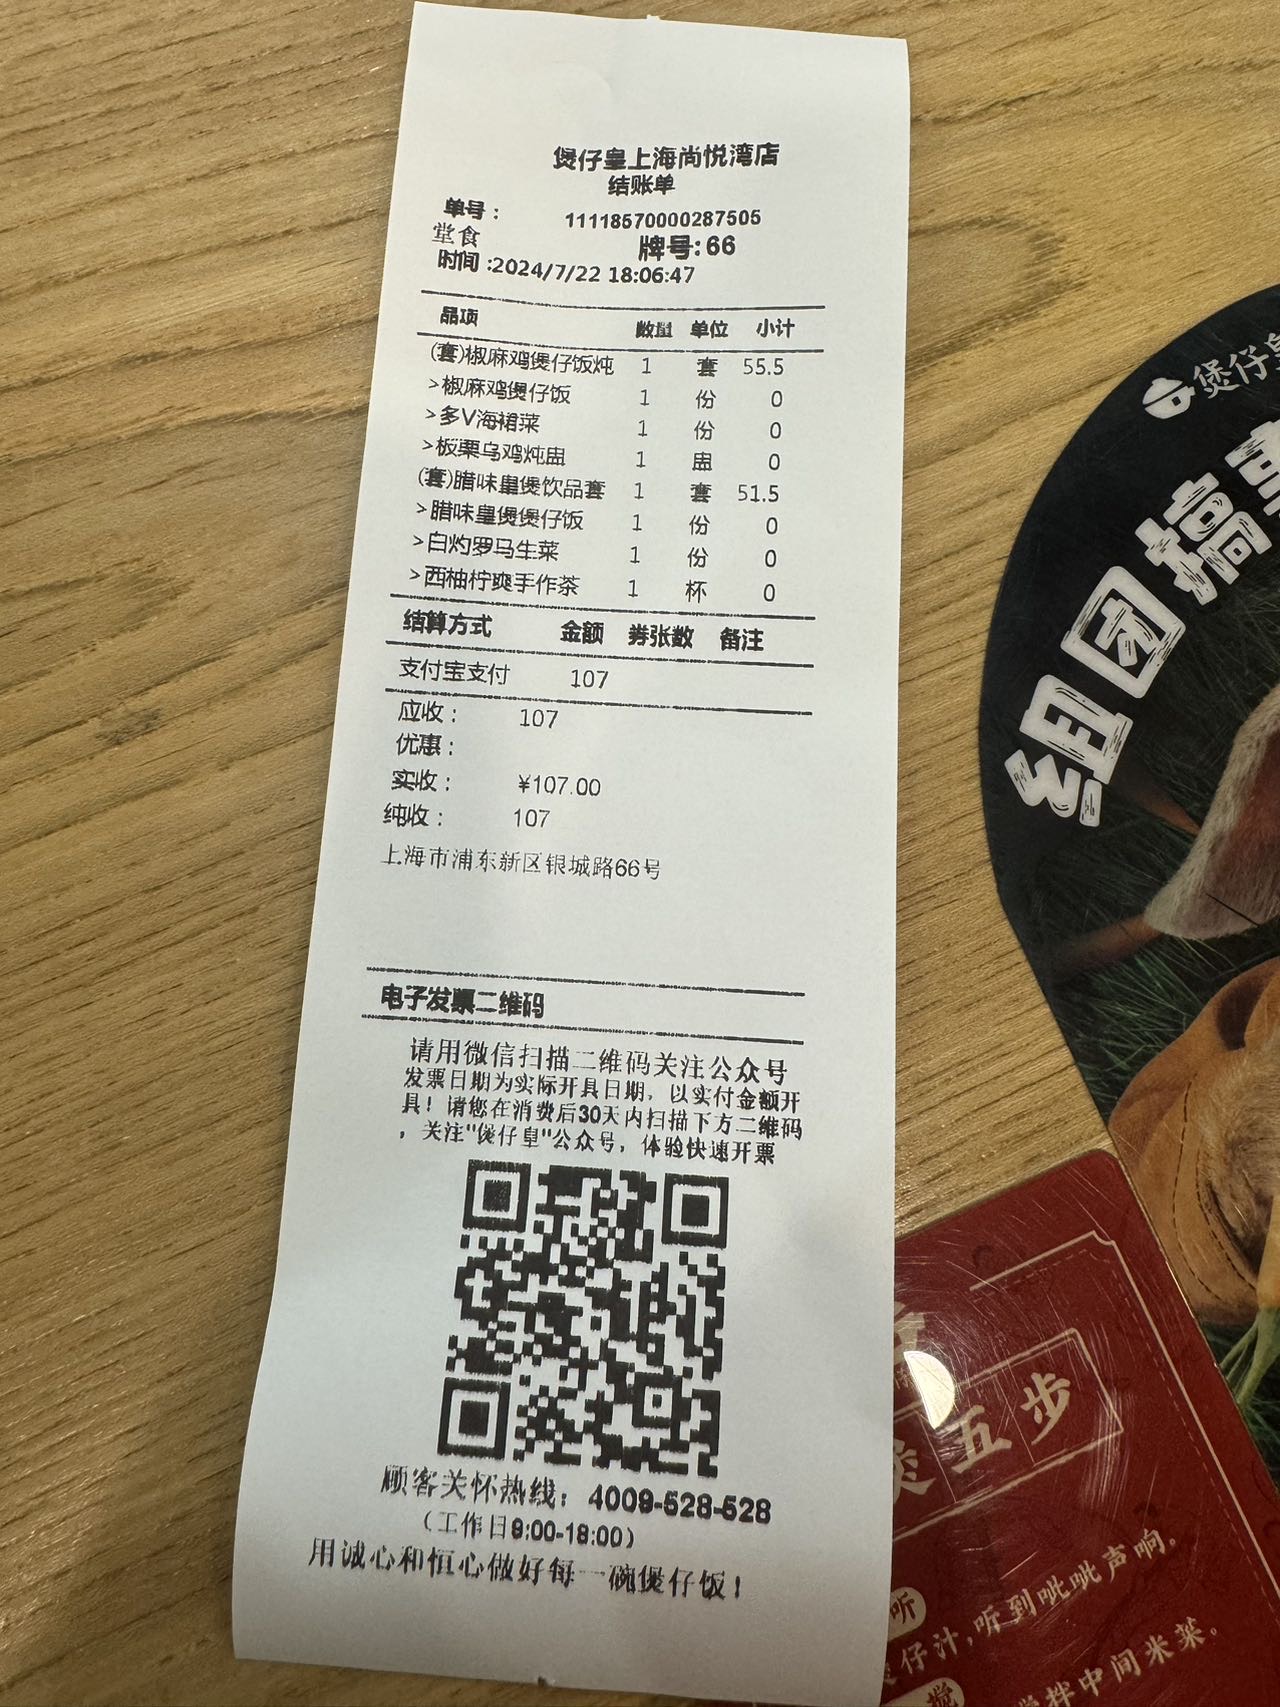 煲仔皇上海尚悦湾店
结账单
单号： 11118570000287505
堂食 牌号:66
时间 :2024/7/22 18:06:47
品项 数量 单位 小计
(套)椒麻鸡煲仔饭炖 1 套 55.5
>椒麻鸡煲仔饭 1 份 0
>多V海裙菜 1 份 0
>板栗乌鸡炖盅 1 盅 0
(套)腊味皇煲饮品套 1 套 51.5
>腊味皇煲煲仔饭 1 份 0
>白灼罗马生菜 1 份 0
>西柚柠爽手作茶 1 杯 0
结算方式 金额 券张数 备注
支付宝支付 107
应收： 107
优惠：
实收： ¥107.00
纯收： 107
上海市浦东新区银城路66号
电子发票二维码
请用微信扫描二维码关注公众号
发票日期为实际开具日期，以实付金额开
具！请您在消费后30天内扫描下方二维码
，关注"煲仔皇"公众号，体验快速开票
顾客关怀热线：4009-528-528
（工作日9:00-18:00）
用诚心和恒心做好每一碗煲仔饭！
煲仔皇
组团搞
五步
听
仔汁,听到呲呲声响。
搅
搅拌中间米菜。